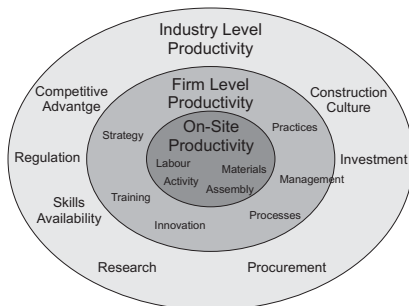 Industry Level
Productivity
Firm Level
Productivity
Competitive
Advantge
Construction
Culture
On-Site
Productivity
Strategy
Practices
Labour
Materials
Regulation
Investment
Activity
Assembly
Management
Skills
Availability
Training
Innovation
Processes
Research
Procurement